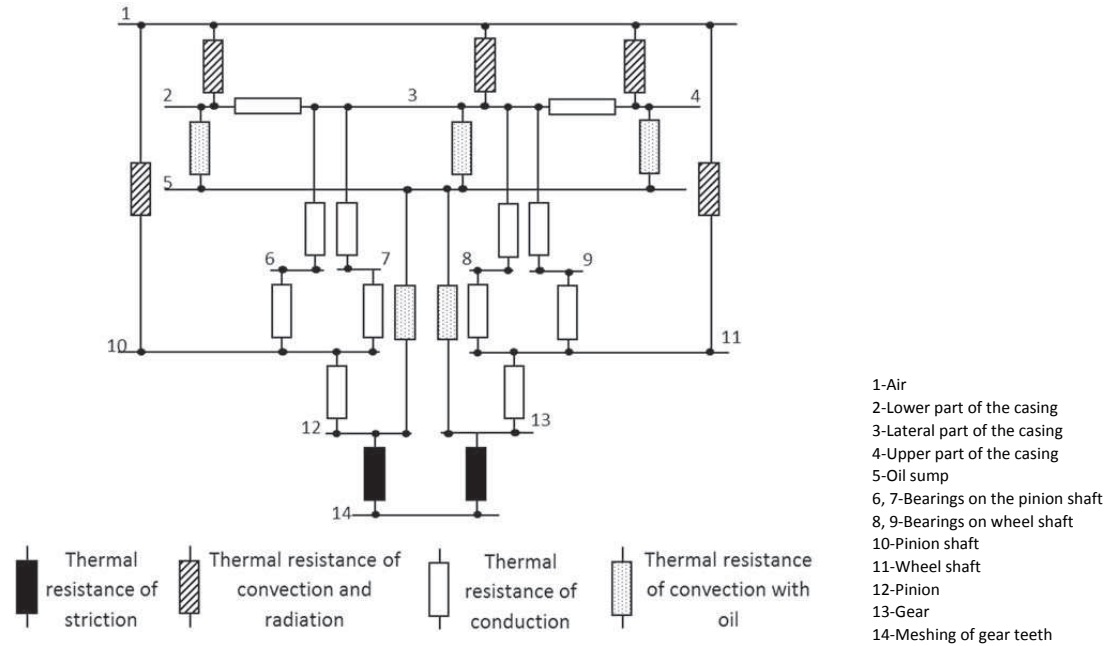 1
2
3
4
5
6
7
8
9
10
11
12
13
14
Thermal
resistance of
striction
Thermal resistance of
convection and
radiation
Thermal
resistance of
conduction
Thermal resistance
of convection with
oil
1-Air
2-Lower part of the casing
3-Lateral part of the casing
4-Upper part of the casing
5-Oil sump
6, 7-Bearings on the pinion shaft
8, 9-Bearings on wheel shaft
10-Pinion shaft
11-Wheel shaft
12-Pinion
13-Gear
14-Meshing of gear teeth